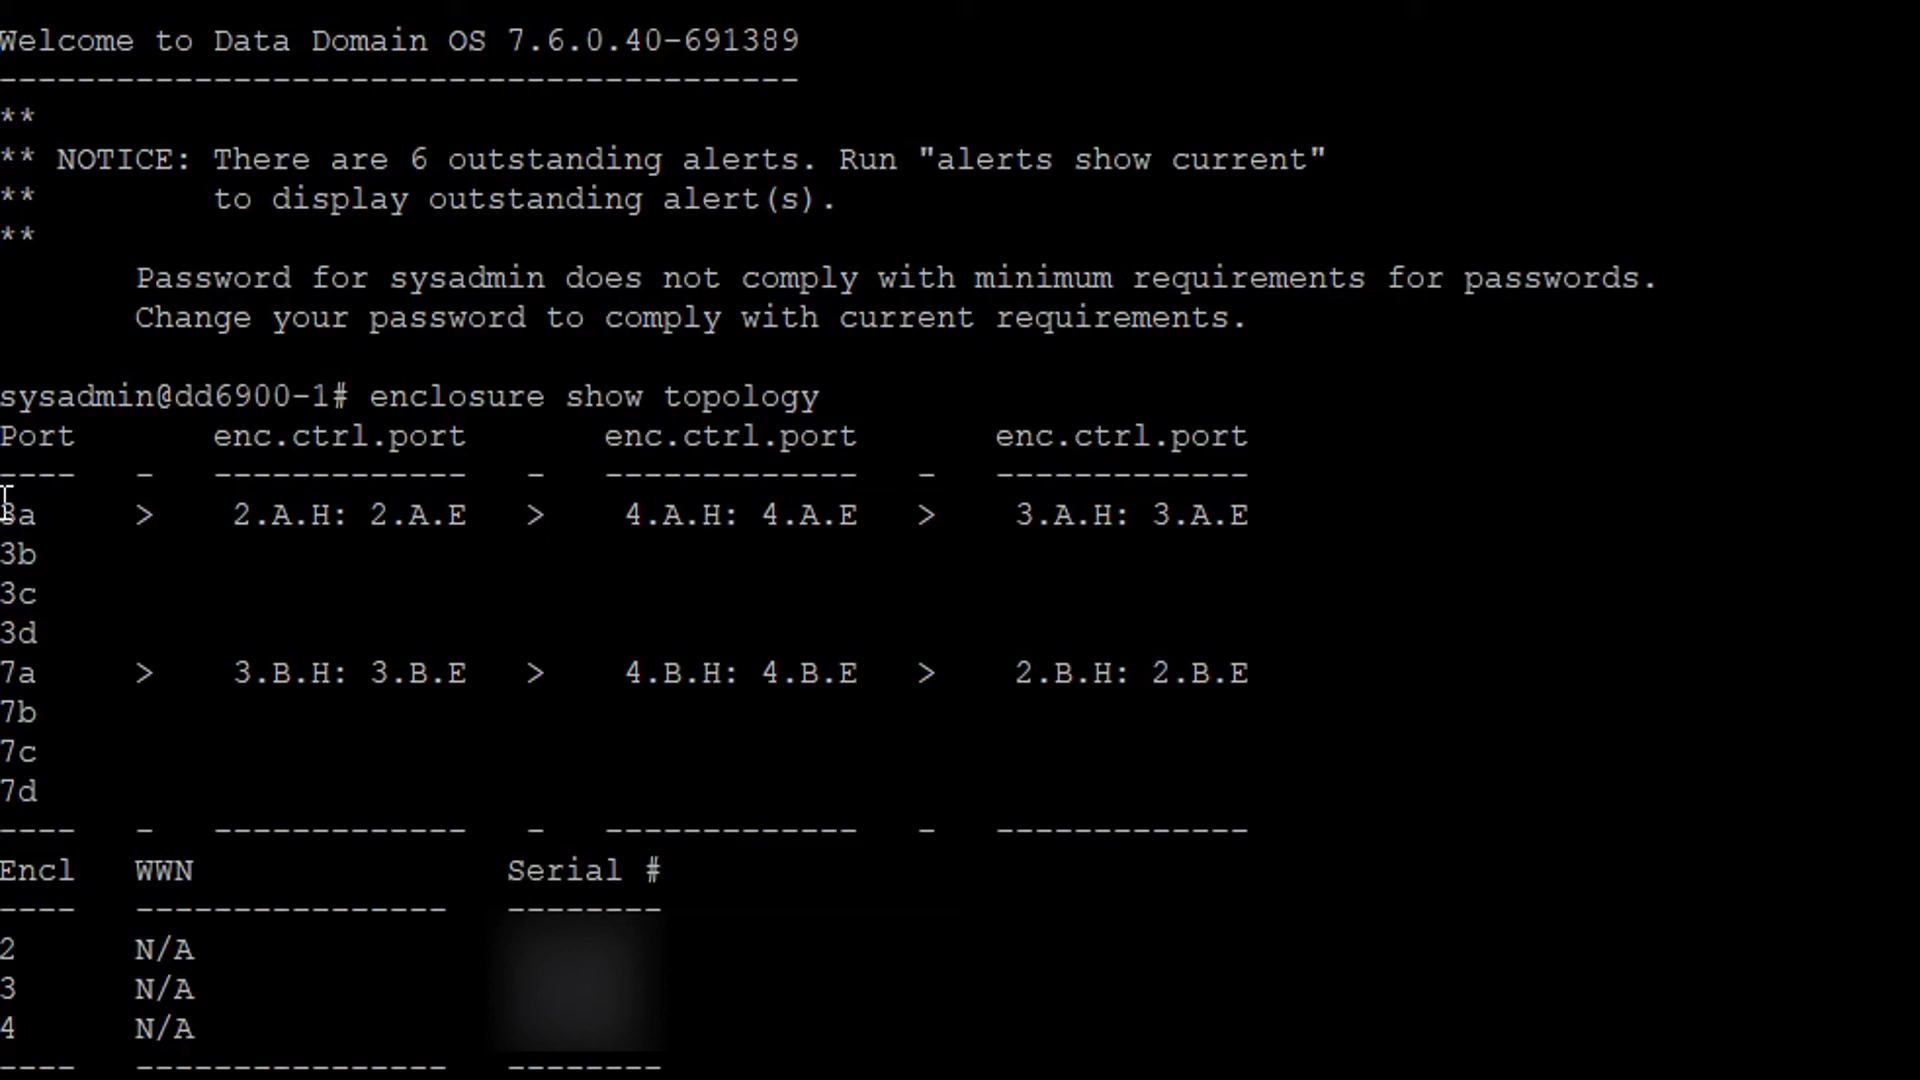 Welcome to Data Domain OS 7.6.0.40-691389
-----------------------------------------
**
** NOTICE: There are 6 outstanding alerts. Run "alerts show current"
**         to display outstanding alert(s).
**
       Password for sysadmin does not comply with minimum requirements for passwords.
       Change your password to comply with current requirements.
sysadmin@dd6900-1# enclosure show topology
Port   enc.ctrl.port   enc.ctrl.port   enc.ctrl.port
----   -   -------------   -   -------------   -   -------------
3a   >   2.A.H: 2.A.E   >   4.A.H: 4.A.E   >   3.A.H: 3.A.E
3b
3c
3d
7a   >   3.B.H: 3.B.E   >   4.B.H: 4.B.E   >   2.B.H: 2.B.E
7b
7c
7d
----   -   -------------   -   -------------   -   -------------
Encl   WWN   Serial #
----   ----------------   --------
2   N/A
3   N/A
4   N/A
----   ----------------   --------